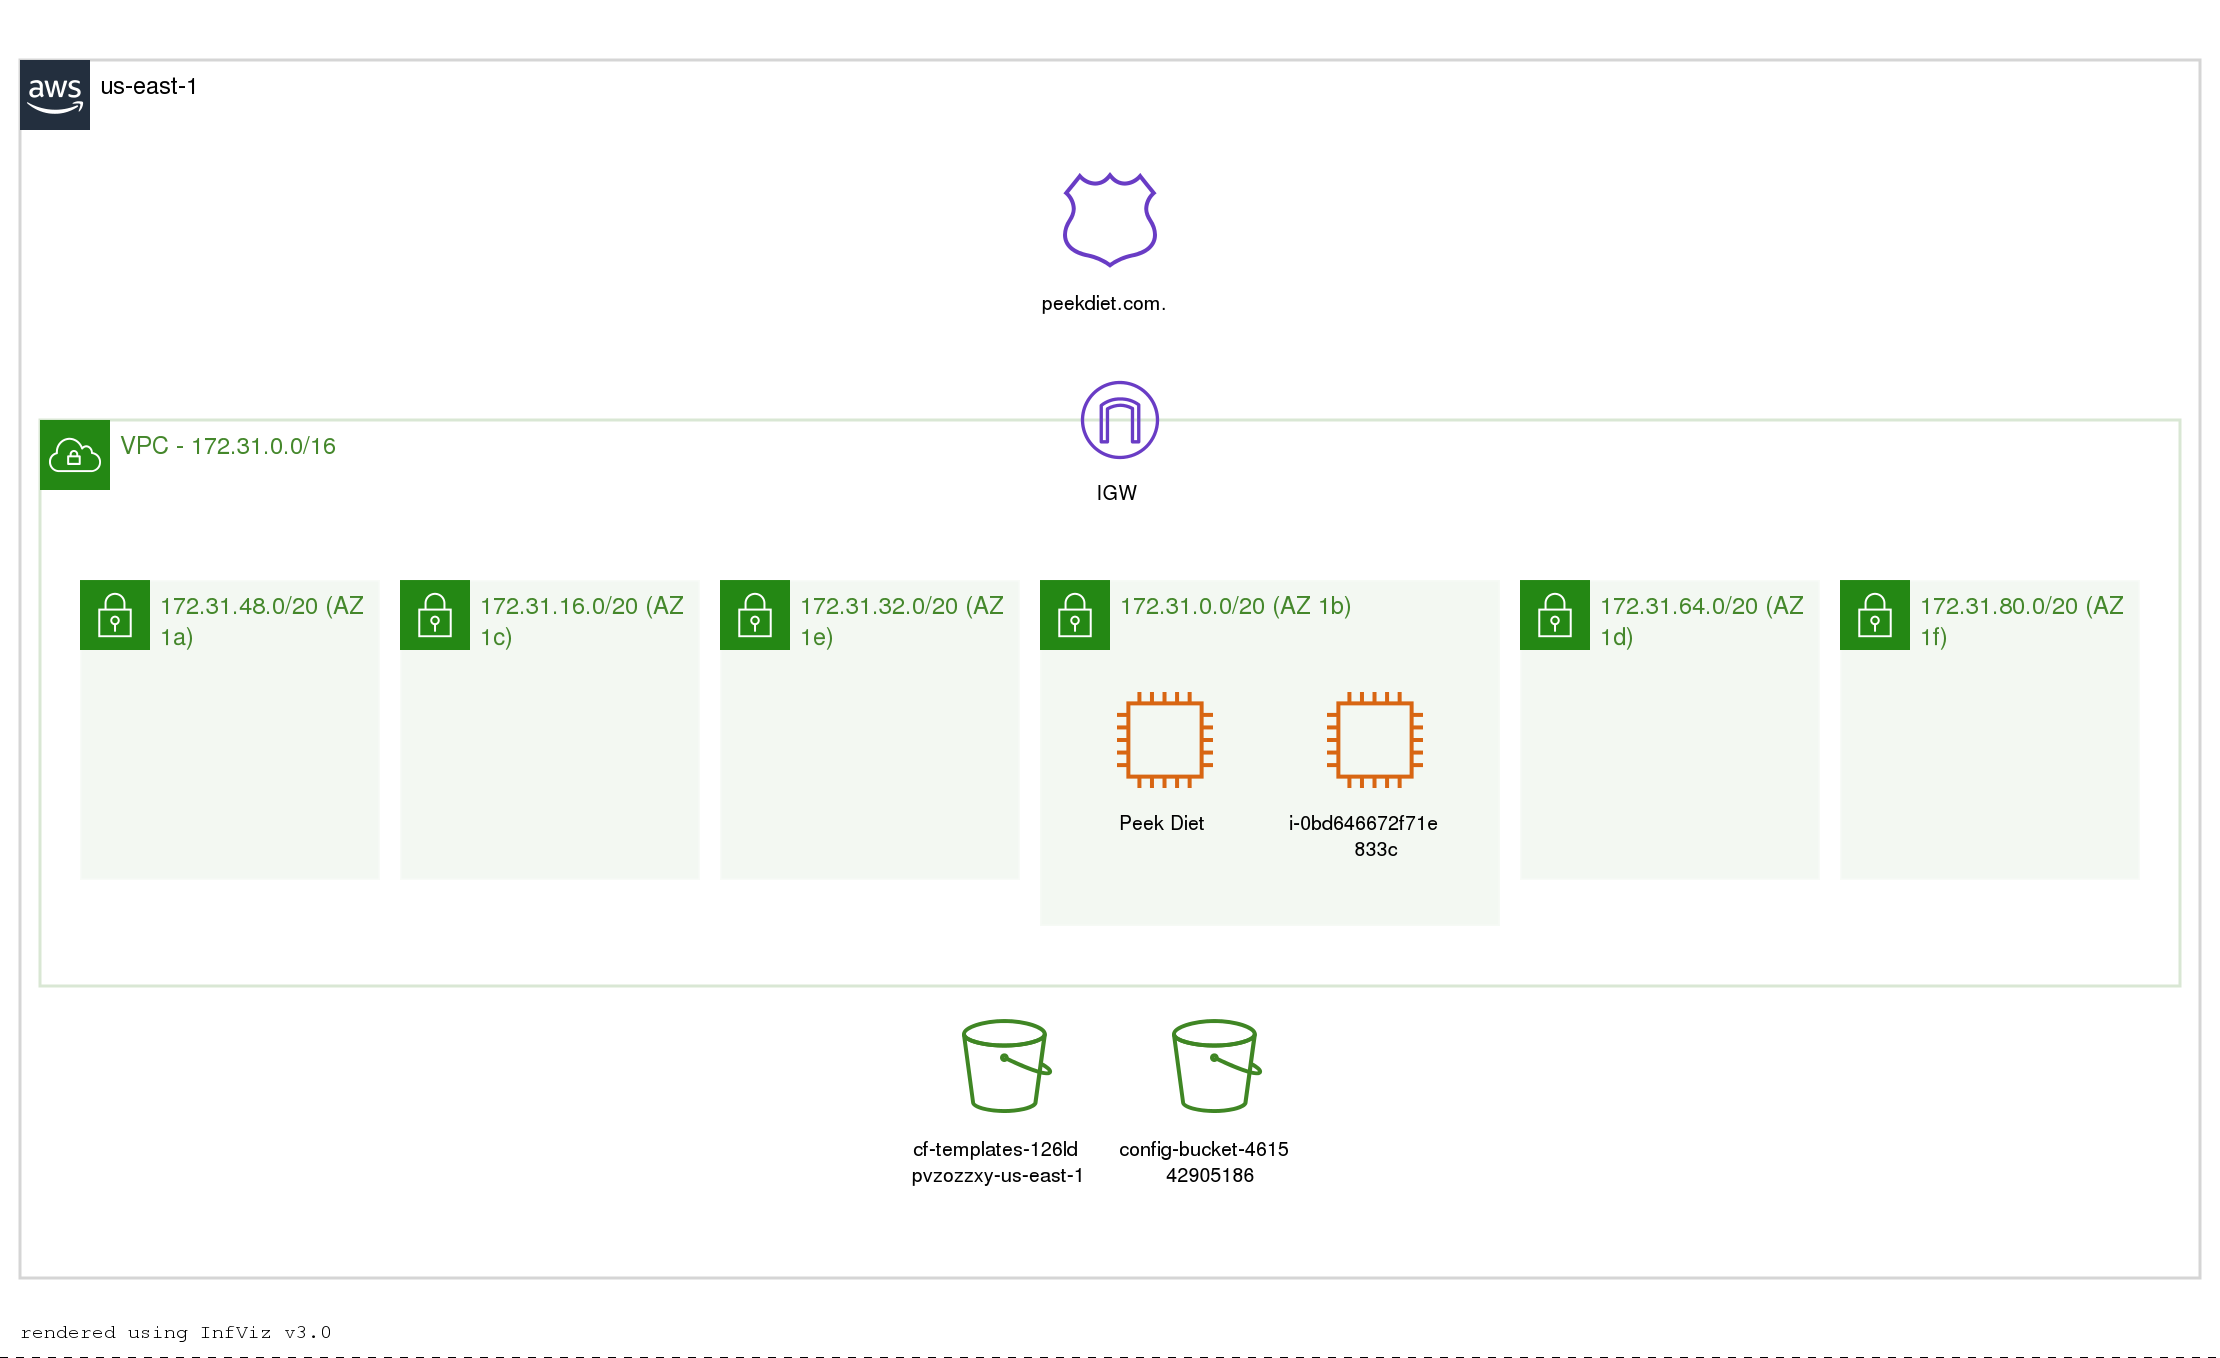 aws
us-east-1
peekdiet.com.
VPC - 172.31.0.0/16
IGW
172.31.48.0/20 (AZ
1a)
172.31.16.0/20 (AZ
1c)
172.31.32.0/20 (AZ
1e)
172.31.0.0/20 (AZ 1b)
172.31.64.0/20 (AZ
1d)
172.31.80.0/20 (AZ
1f)
Peek Diet
i-0bd646672f71e
833c
cf-templates-126ld
pvzozzxy-us-east-1
config-bucket-4615
42905186
rendered using InfViz v3.0